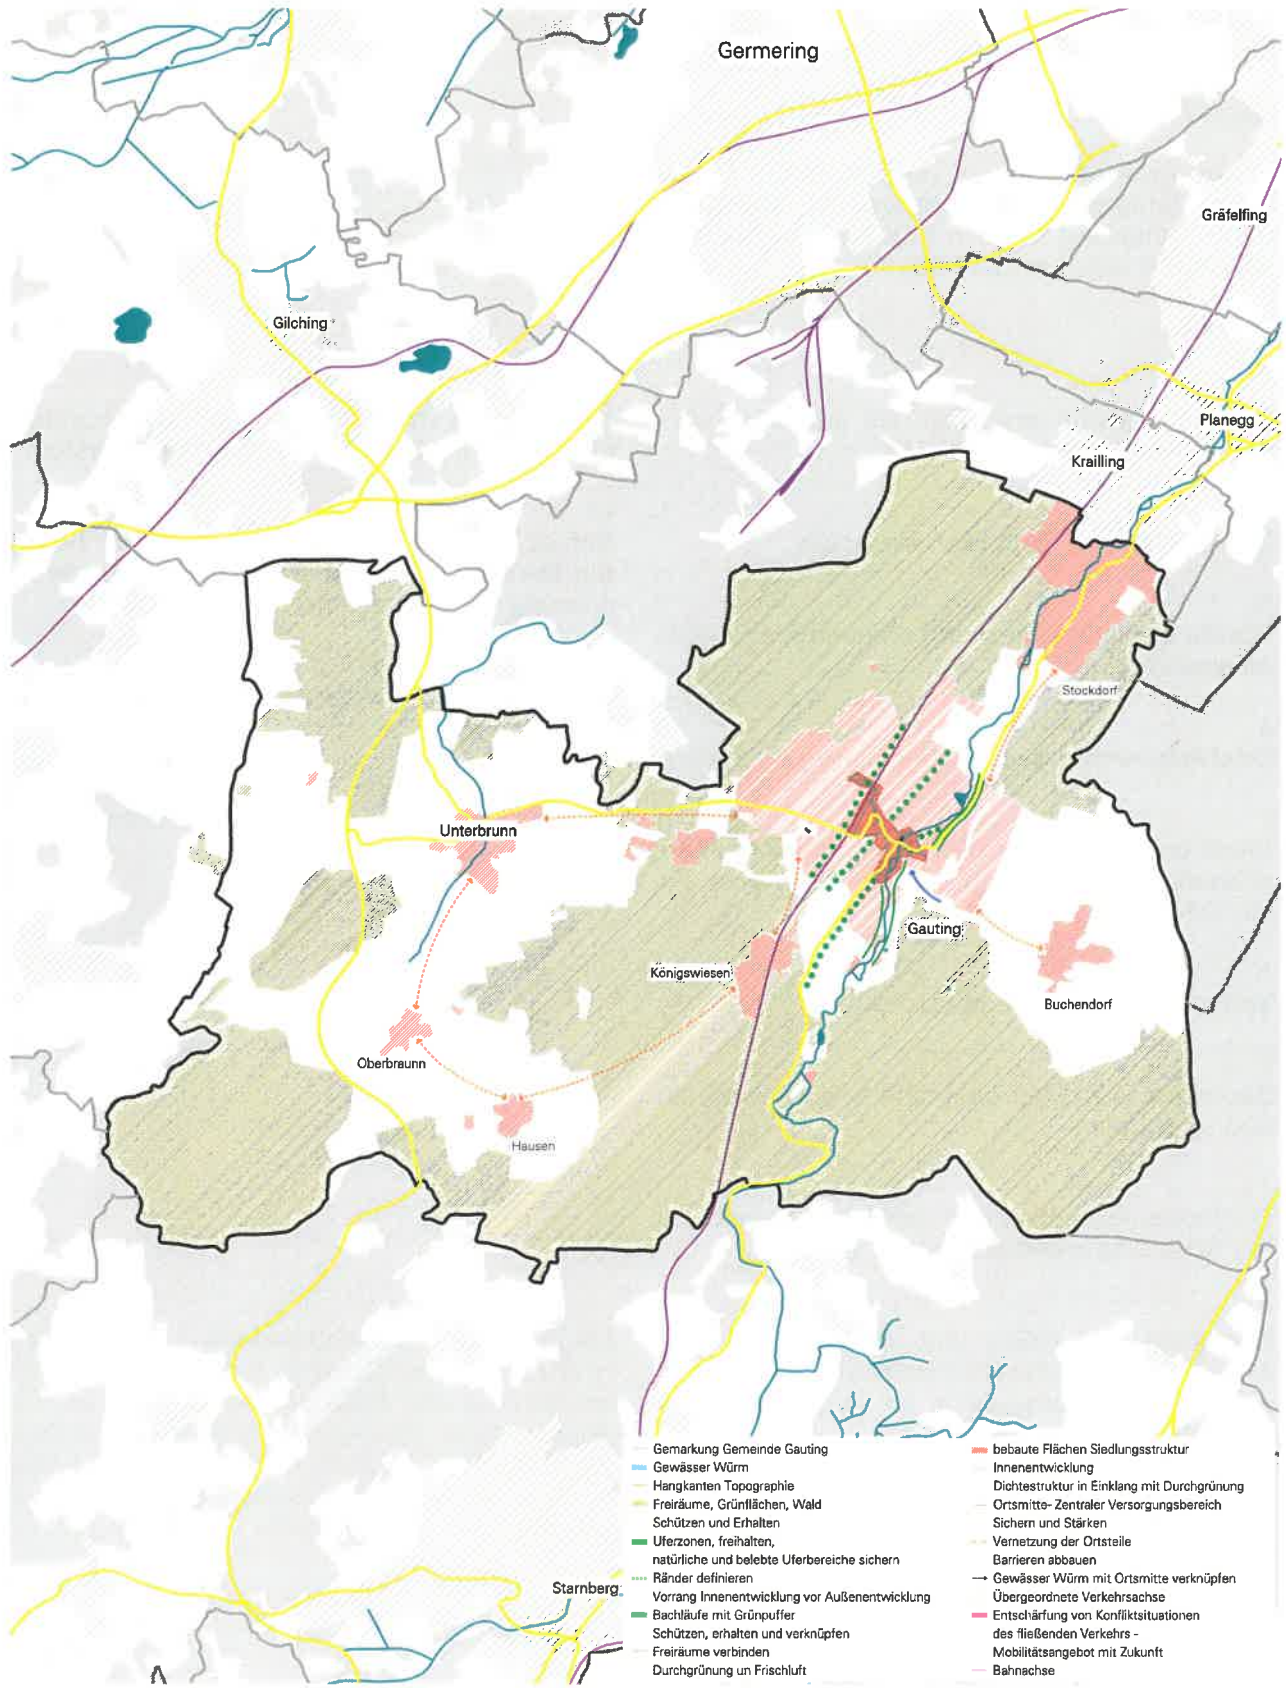 Germering
Gräfelfing
Gilching
Planegg
Krailling
Stockdorf
Unterbrunn
Gauting
Königswiesen
Buchendorf
Oberbraunn
Hausen
Starnberg
Gemarkung Gemeinde Gauting
Gewässer Würm
Hangkanten Topographie
Freiräume, Grünflächen, Wald
Schützen und Erhalten
Uferzonen, freihalten,
natürliche und belebte Uferbereiche sichern
Ränder definieren
Vorrang Innenentwicklung vor Außenentwicklung
Bachläufe mit Grünpuffer
Schützen, erhalten und verknüpfen
Freiräume verbinden
Durchgrünung un Frischluft
bebaute Flächen Siedlungsstruktur
Innenentwicklung
Dichtestruktur in Einklang mit Durchgrünung
Ortsmitte- Zentraler Versorgungsbereich
Sichern und Stärken
Vernetzung der Ortsteile
Barrieren abbauen
Gewässer Würm mit Ortsmitte verknüpfen
Übergeordnete Verkehrsachse
Entschärfung von Konfliktsituationen
des fließenden Verkehrs -
Mobilitätsangebot mit Zukunft
Bahnachse